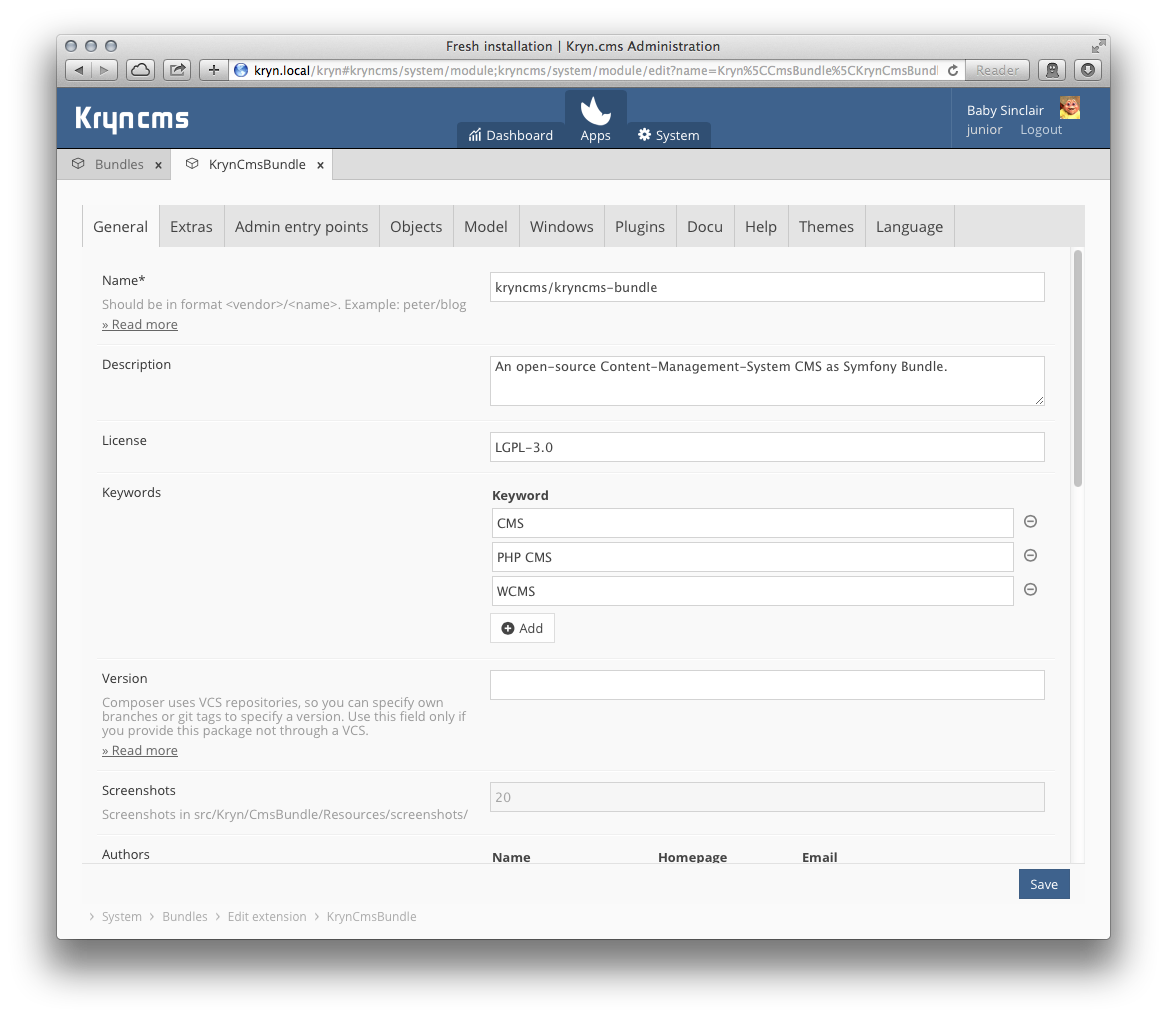 Fresh installation | Kryn.cms Administration
kryn.local/kryn#kryncms/system/module;kryncms/system/module/edit?name=Kryn%5CCmsBundle%5CKrynCmsBundl
Reader
Kryncms
Dashboard
Apps
System
Baby Sinclair
junior Logout
Bundles x
KrynCmsBundle x
General Extras Admin entry points Objects Model Windows Plugins Docu Help Themes Language
Name*
kryncms/kryncms-bundle
Should be in format <vendor>/<name>. Example: peter/blog
» Read more
Description
An open-source Content-Management-System CMS as Symfony Bundle.
License
LGPL-3.0
Keywords
Keyword
CMS
PHP CMS
WCMS
Add
Version
Composer uses VCS repositories, so you can specify own
branches or git tags to specify a version. Use this field only if
you provide this package not through a VCS.
» Read more
Screenshots
20
Screenshots in src/Kryn/CmsBundle/Resources/screenshots/
Authors
Name Homepage Email
Save
› System › Bundles › Edit extension › KrynCmsBundle